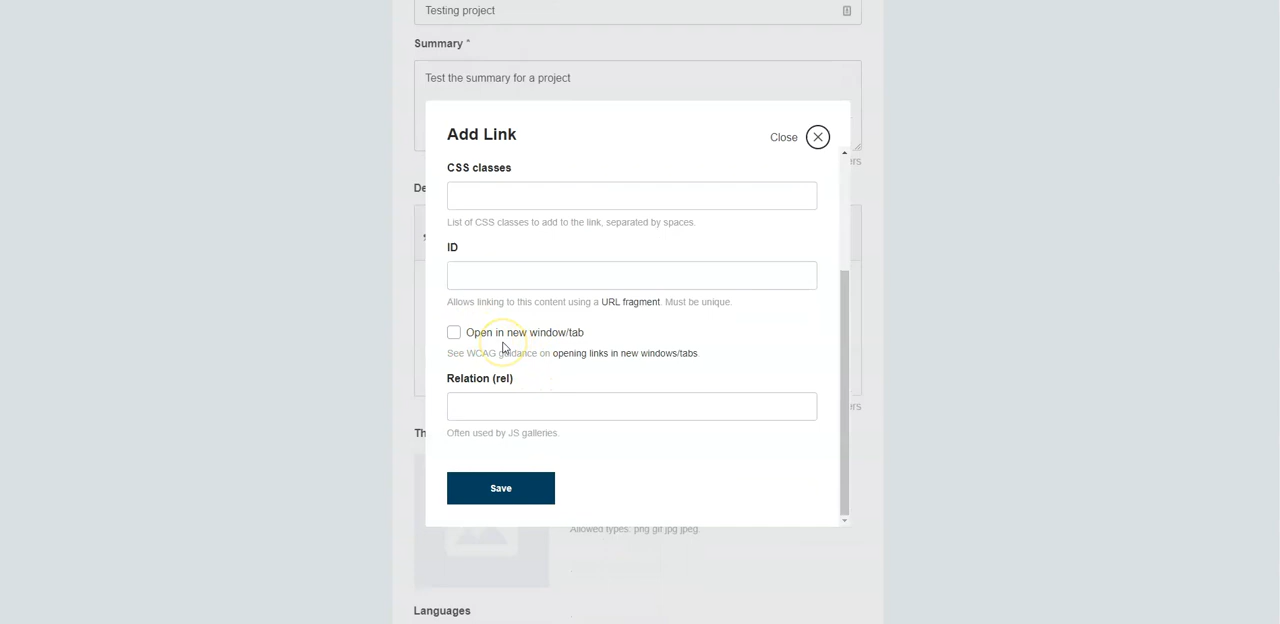 Testing project
Summary *
Test the summary for a project
Add Link
Close
CSS classes
List of CSS classes to add to the link, separated by spaces.
ID
Allows linking to this content using a URL fragment. Must be unique.
Open in new window/tab
See WCAG guidance on opening links in new windows/tabs
Relation (rel)
Often used by JS galleries.
Save
Allowed types: png gif jpg jpeg
Languages